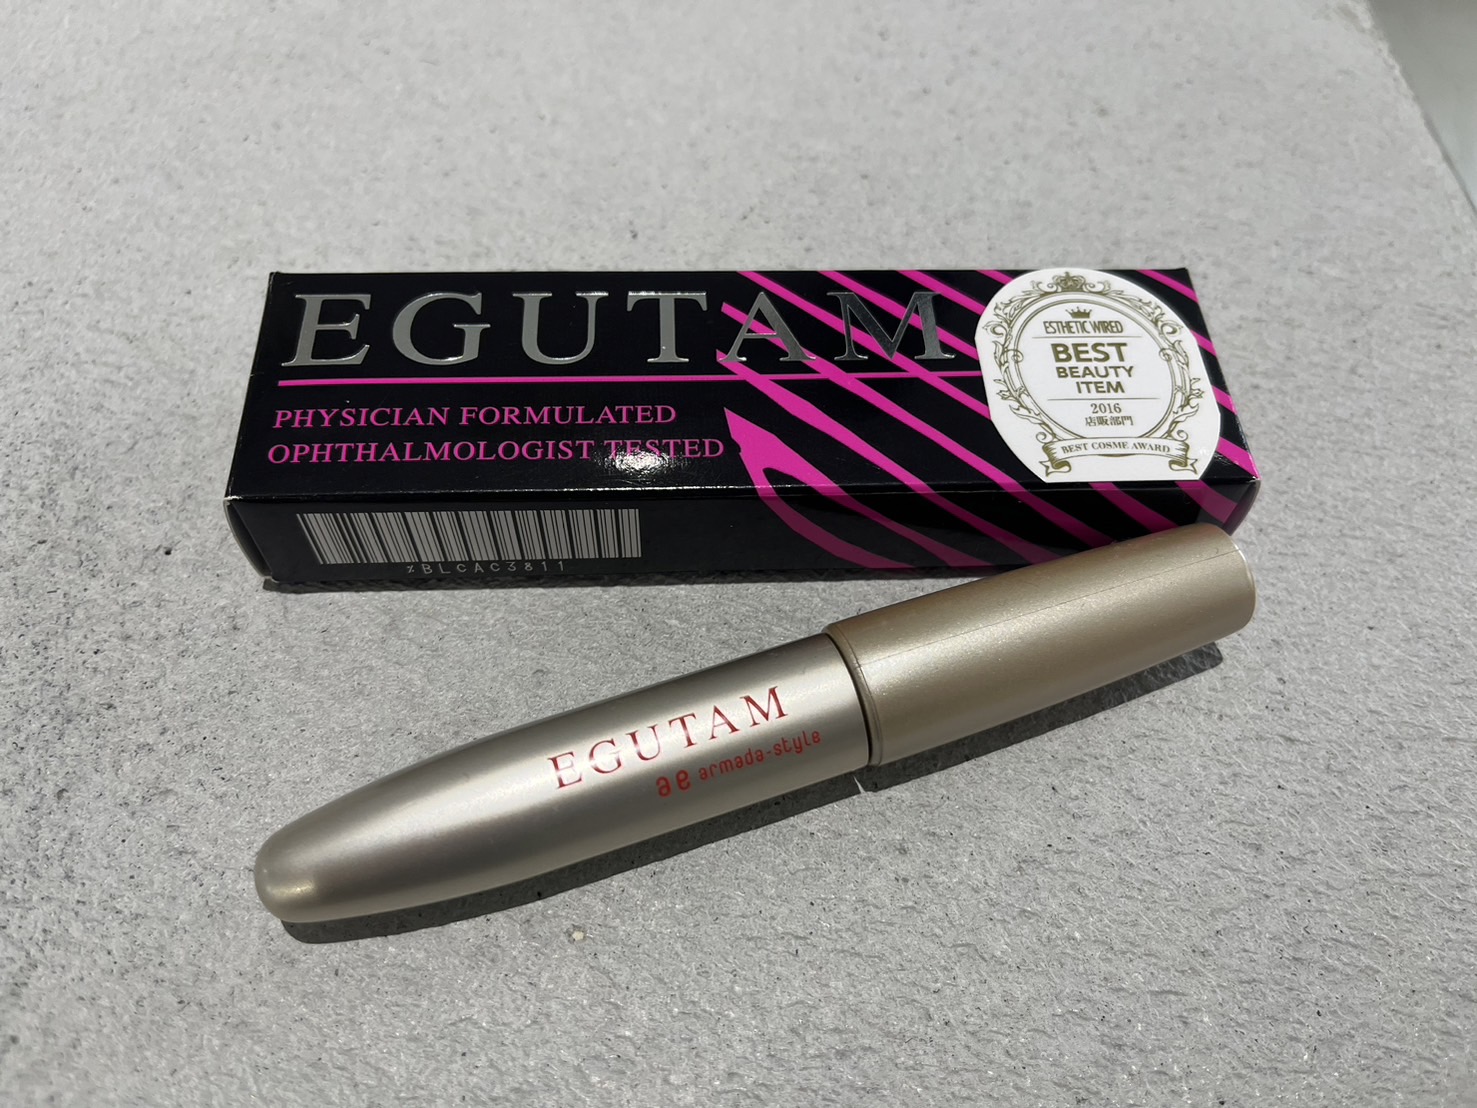 EGUTAM
PHYSICIAN FORMULATED
OPHTHALMOLOGIST TESTED
ESTHETIC WIRED
BEST
BEAUTY
ITEM
2016
店販部門
BEST COSME AWARD
*BLCAC3811
EGUTAM
ae armada-style